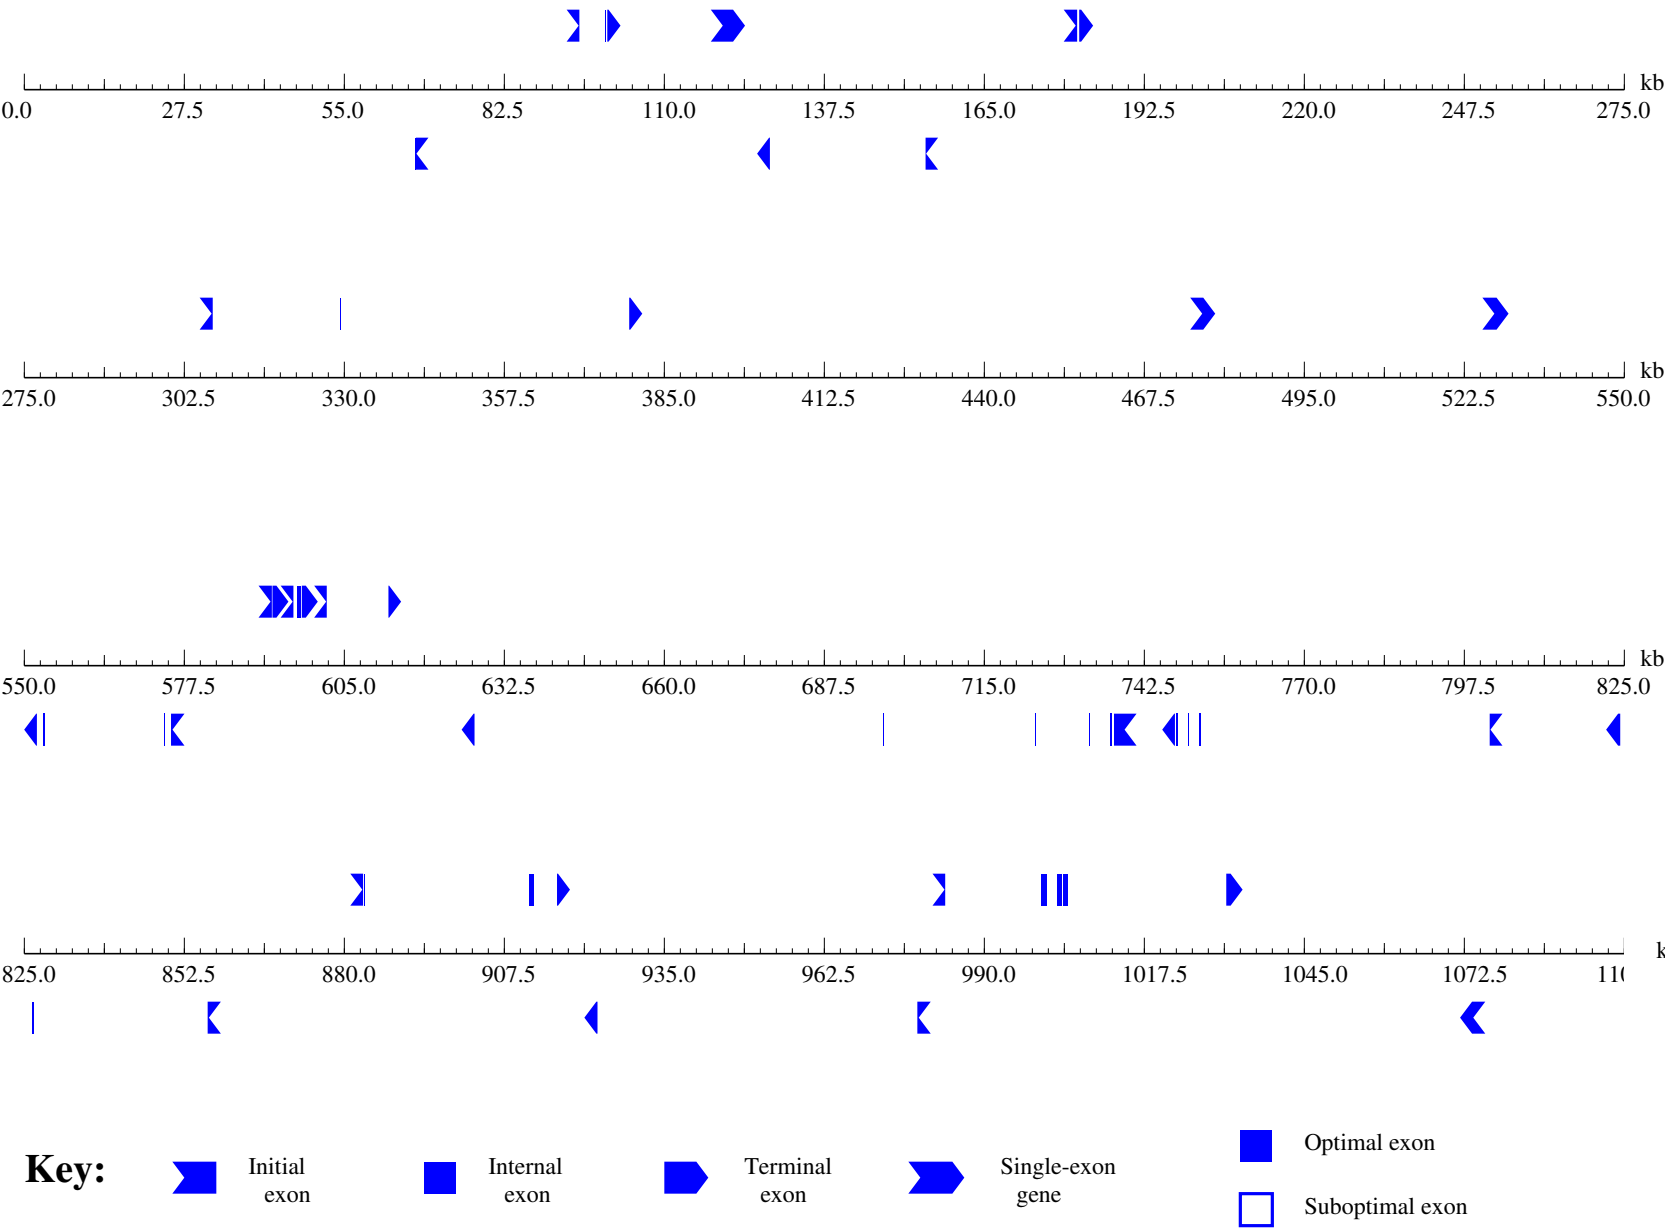 kb
0.0 27.5 55.0 82.5 110.0 137.5 165.0 192.5 220.0 247.5 275.0
kb
275.0 302.5 330.0 357.5 385.0 412.5 440.0 467.5 495.0 522.5 550.0
kb
550.0 577.5 605.0 632.5 660.0 687.5 715.0 742.5 770.0 797.5 825.0
k
825.0 852.5 880.0 907.5 935.0 962.5 990.0 1017.5 1045.0 1072.5
Key:
Initial
exon
Internal
exon
Terminal
exon
Single-exon
gene
Optimal exon
Suboptimal exon